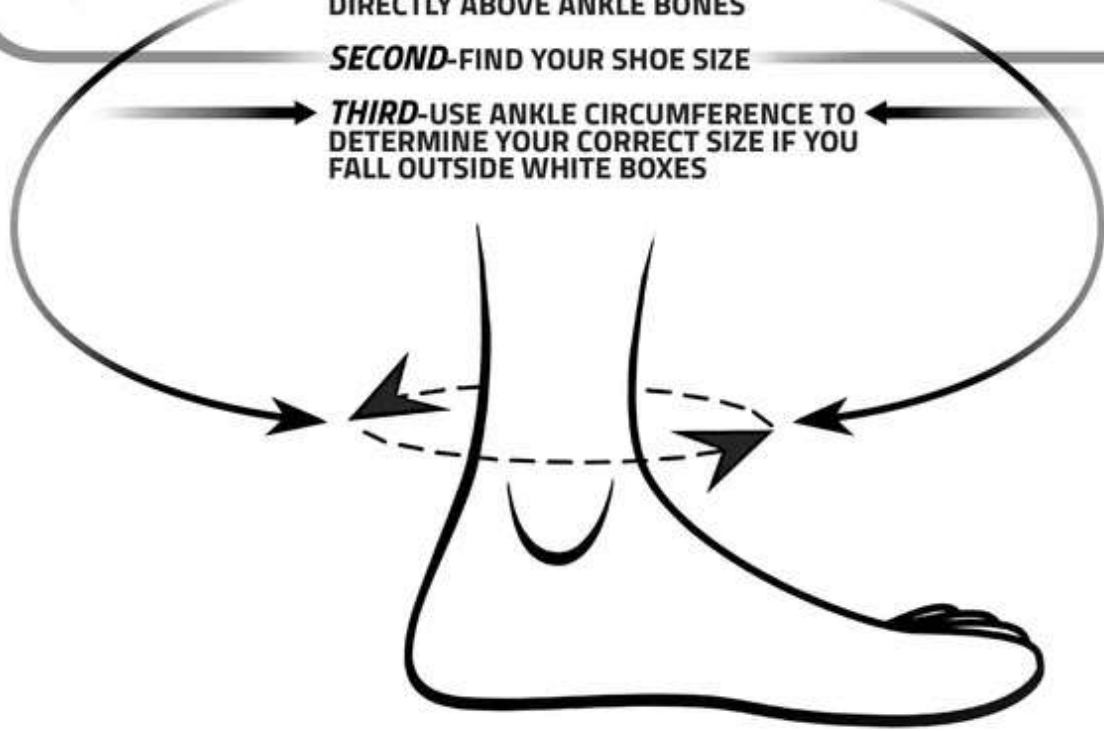 DIRECTLY ABOVE ANKLE BONES
SECOND-FIND YOUR SHOE SIZE
THIRD-USE ANKLE CIRCUMFERENCE TO
DETERMINE YOUR CORRECT SIZE IF YOU
FALL OUTSIDE WHITE BOXES